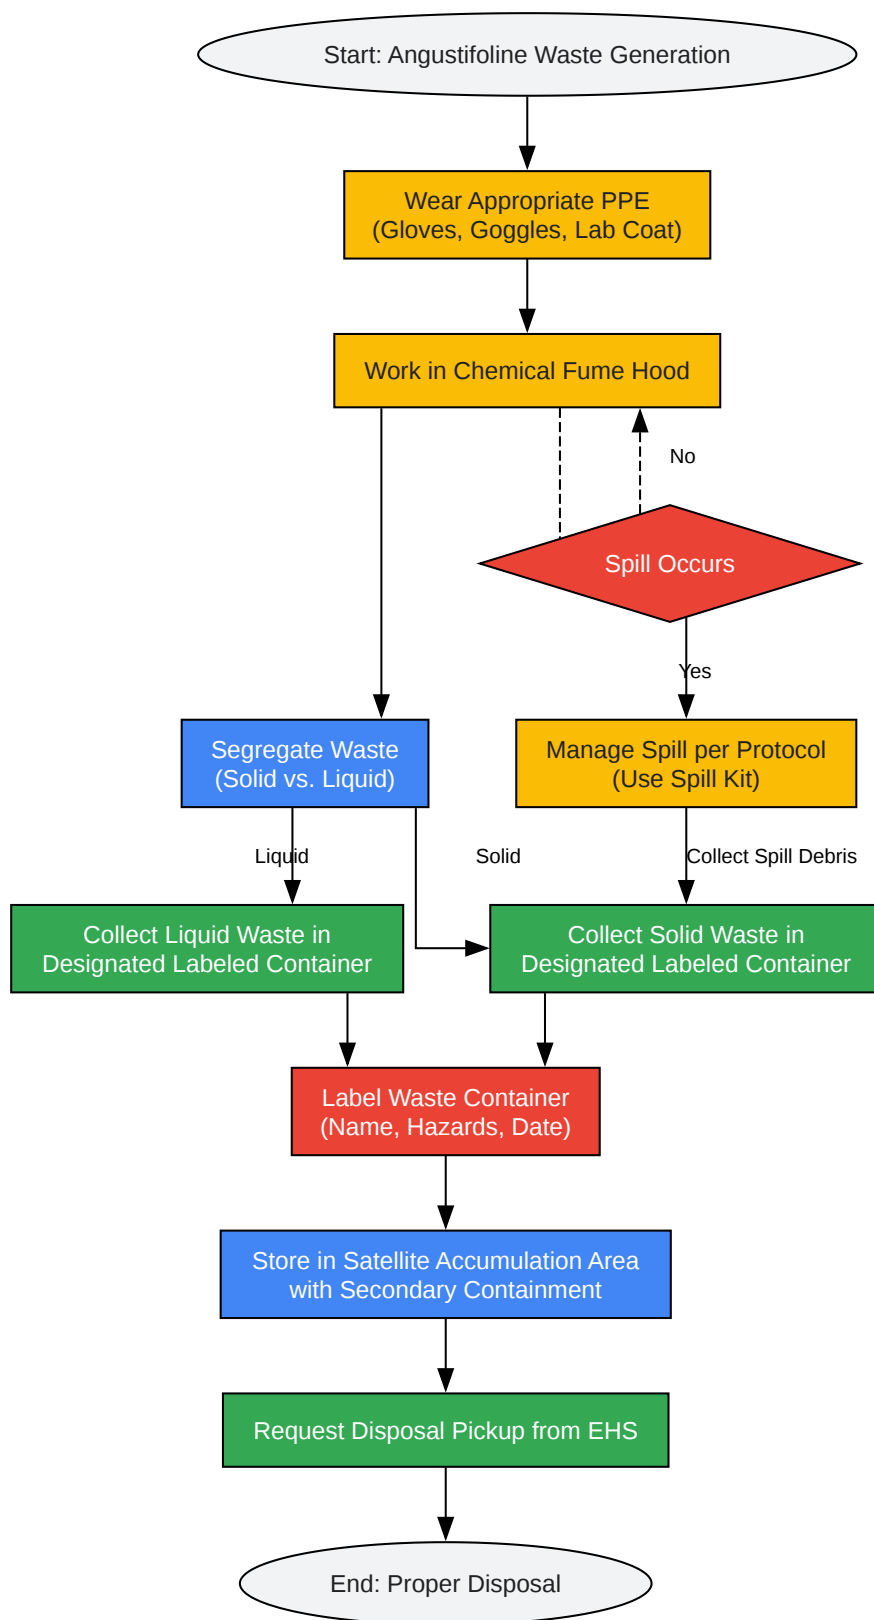 Start: Angustifoline Waste Generation
Wear Appropriate PPE
(Gloves, Goggles, Lab Coat)
Work in Chemical Fume Hood
No
Spill Occurs
Yes
Segregate Waste
(Solid vs. Liquid)
Manage Spill per Protocol
(Use Spill Kit)
Liquid
Solid
Collect Spill Debris
Collect Liquid Waste in
Designated Labeled Container
Collect Solid Waste in
Designated Labeled Container
Label Waste Container
(Name, Hazards, Date)
Store in Satellite Accumulation Area
with Secondary Containment
Request Disposal Pickup from EHS
End: Proper Disposal